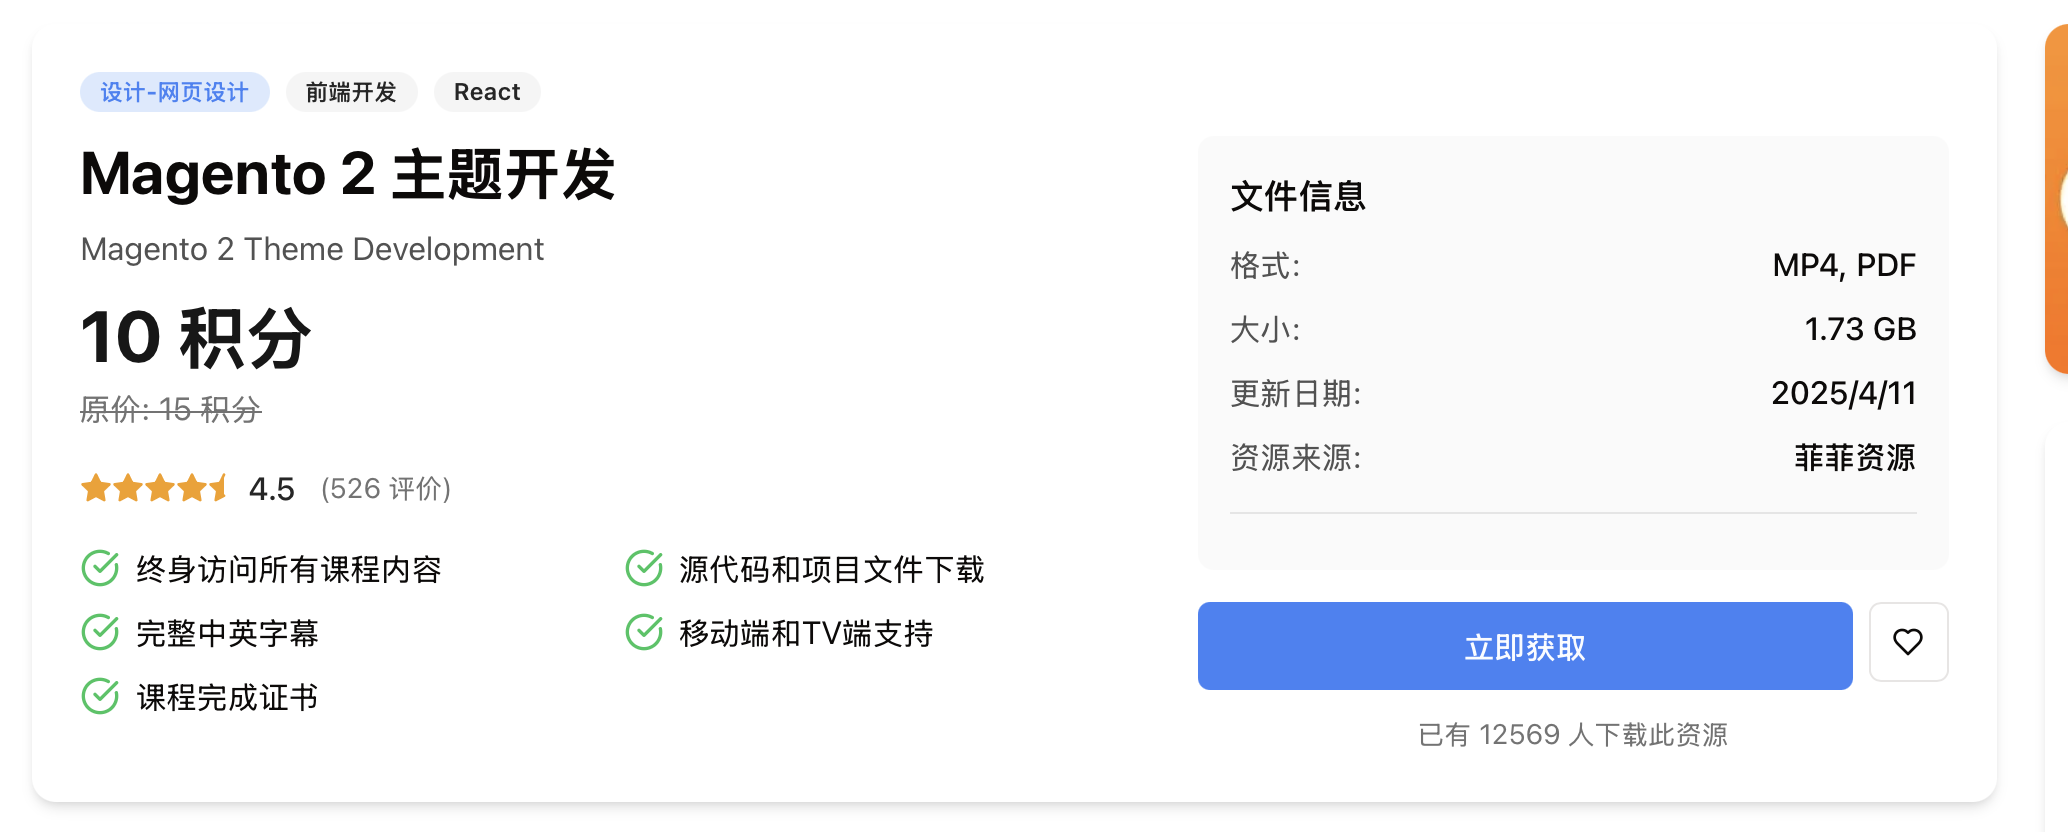 设计-网页设计 前端开发 React
Magento 2 主题开发
Magento 2 Theme Development
10 积分
原价: 15 积分
4.5 (526 评价)
终身访问所有课程内容 源代码和项目文件下载
完整中英字幕 移动端和TV端支持
课程完成证书
文件信息
格式: MP4, PDF
大小: 1.73 GB
更新日期: 2025/4/11
资源来源: 菲菲资源
立即获取
已有 12569 人下载此资源